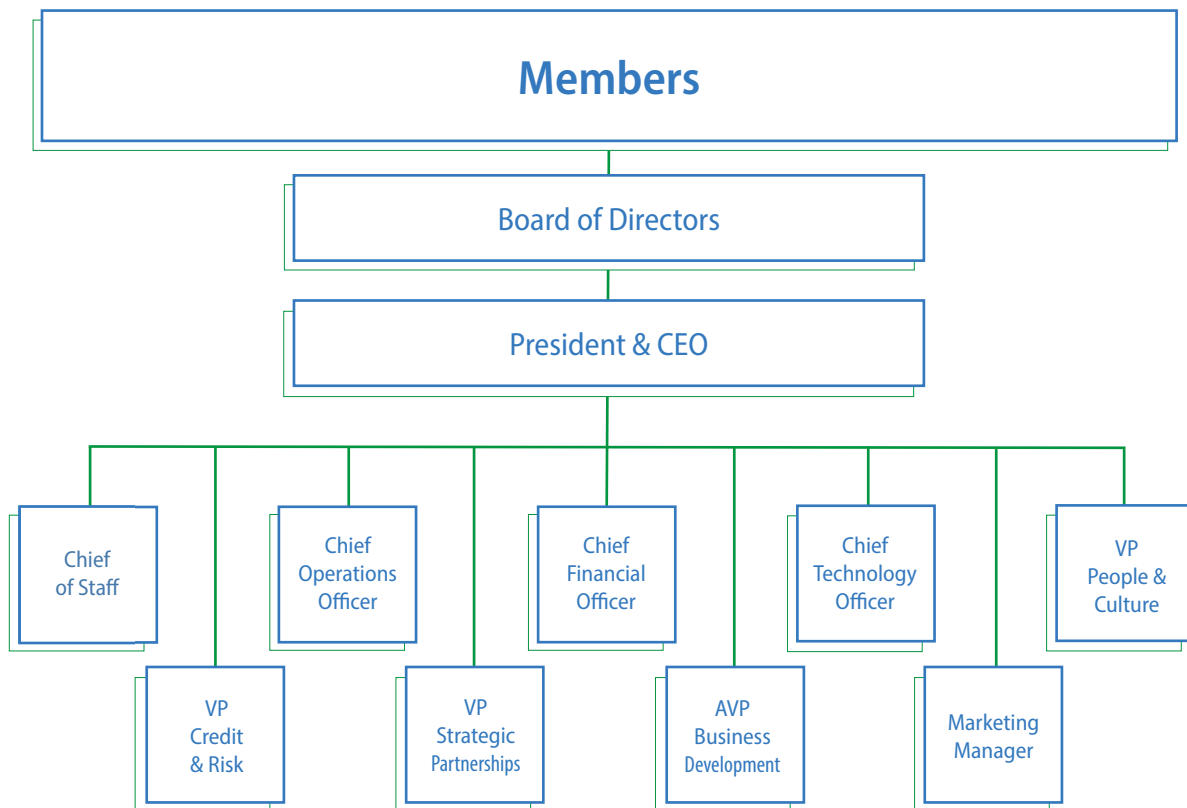 Members
Board of Directors
President & CEO
Chief
of Staff
Chief
Operations
Officer
Chief
Financial
Officer
Chief
Technology
Officer
VP
People &
Culture
VP
Credit
& Risk
VP
Strategic
Partnerships
AVP
Business
Development
Marketing
Manager